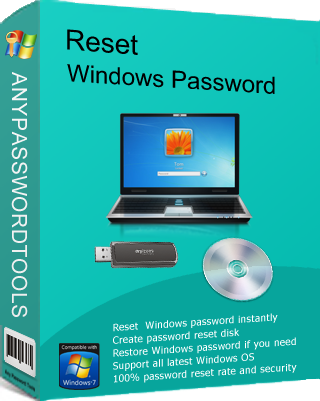 Reset
Windows Password
ANYPASSWORDTOOLS
Reset Windows password instantly
Create password reset disk
Restore Windows password if you need
Support all latest Windows OS
100% password reset rate and security
Compatible with
Windows 7